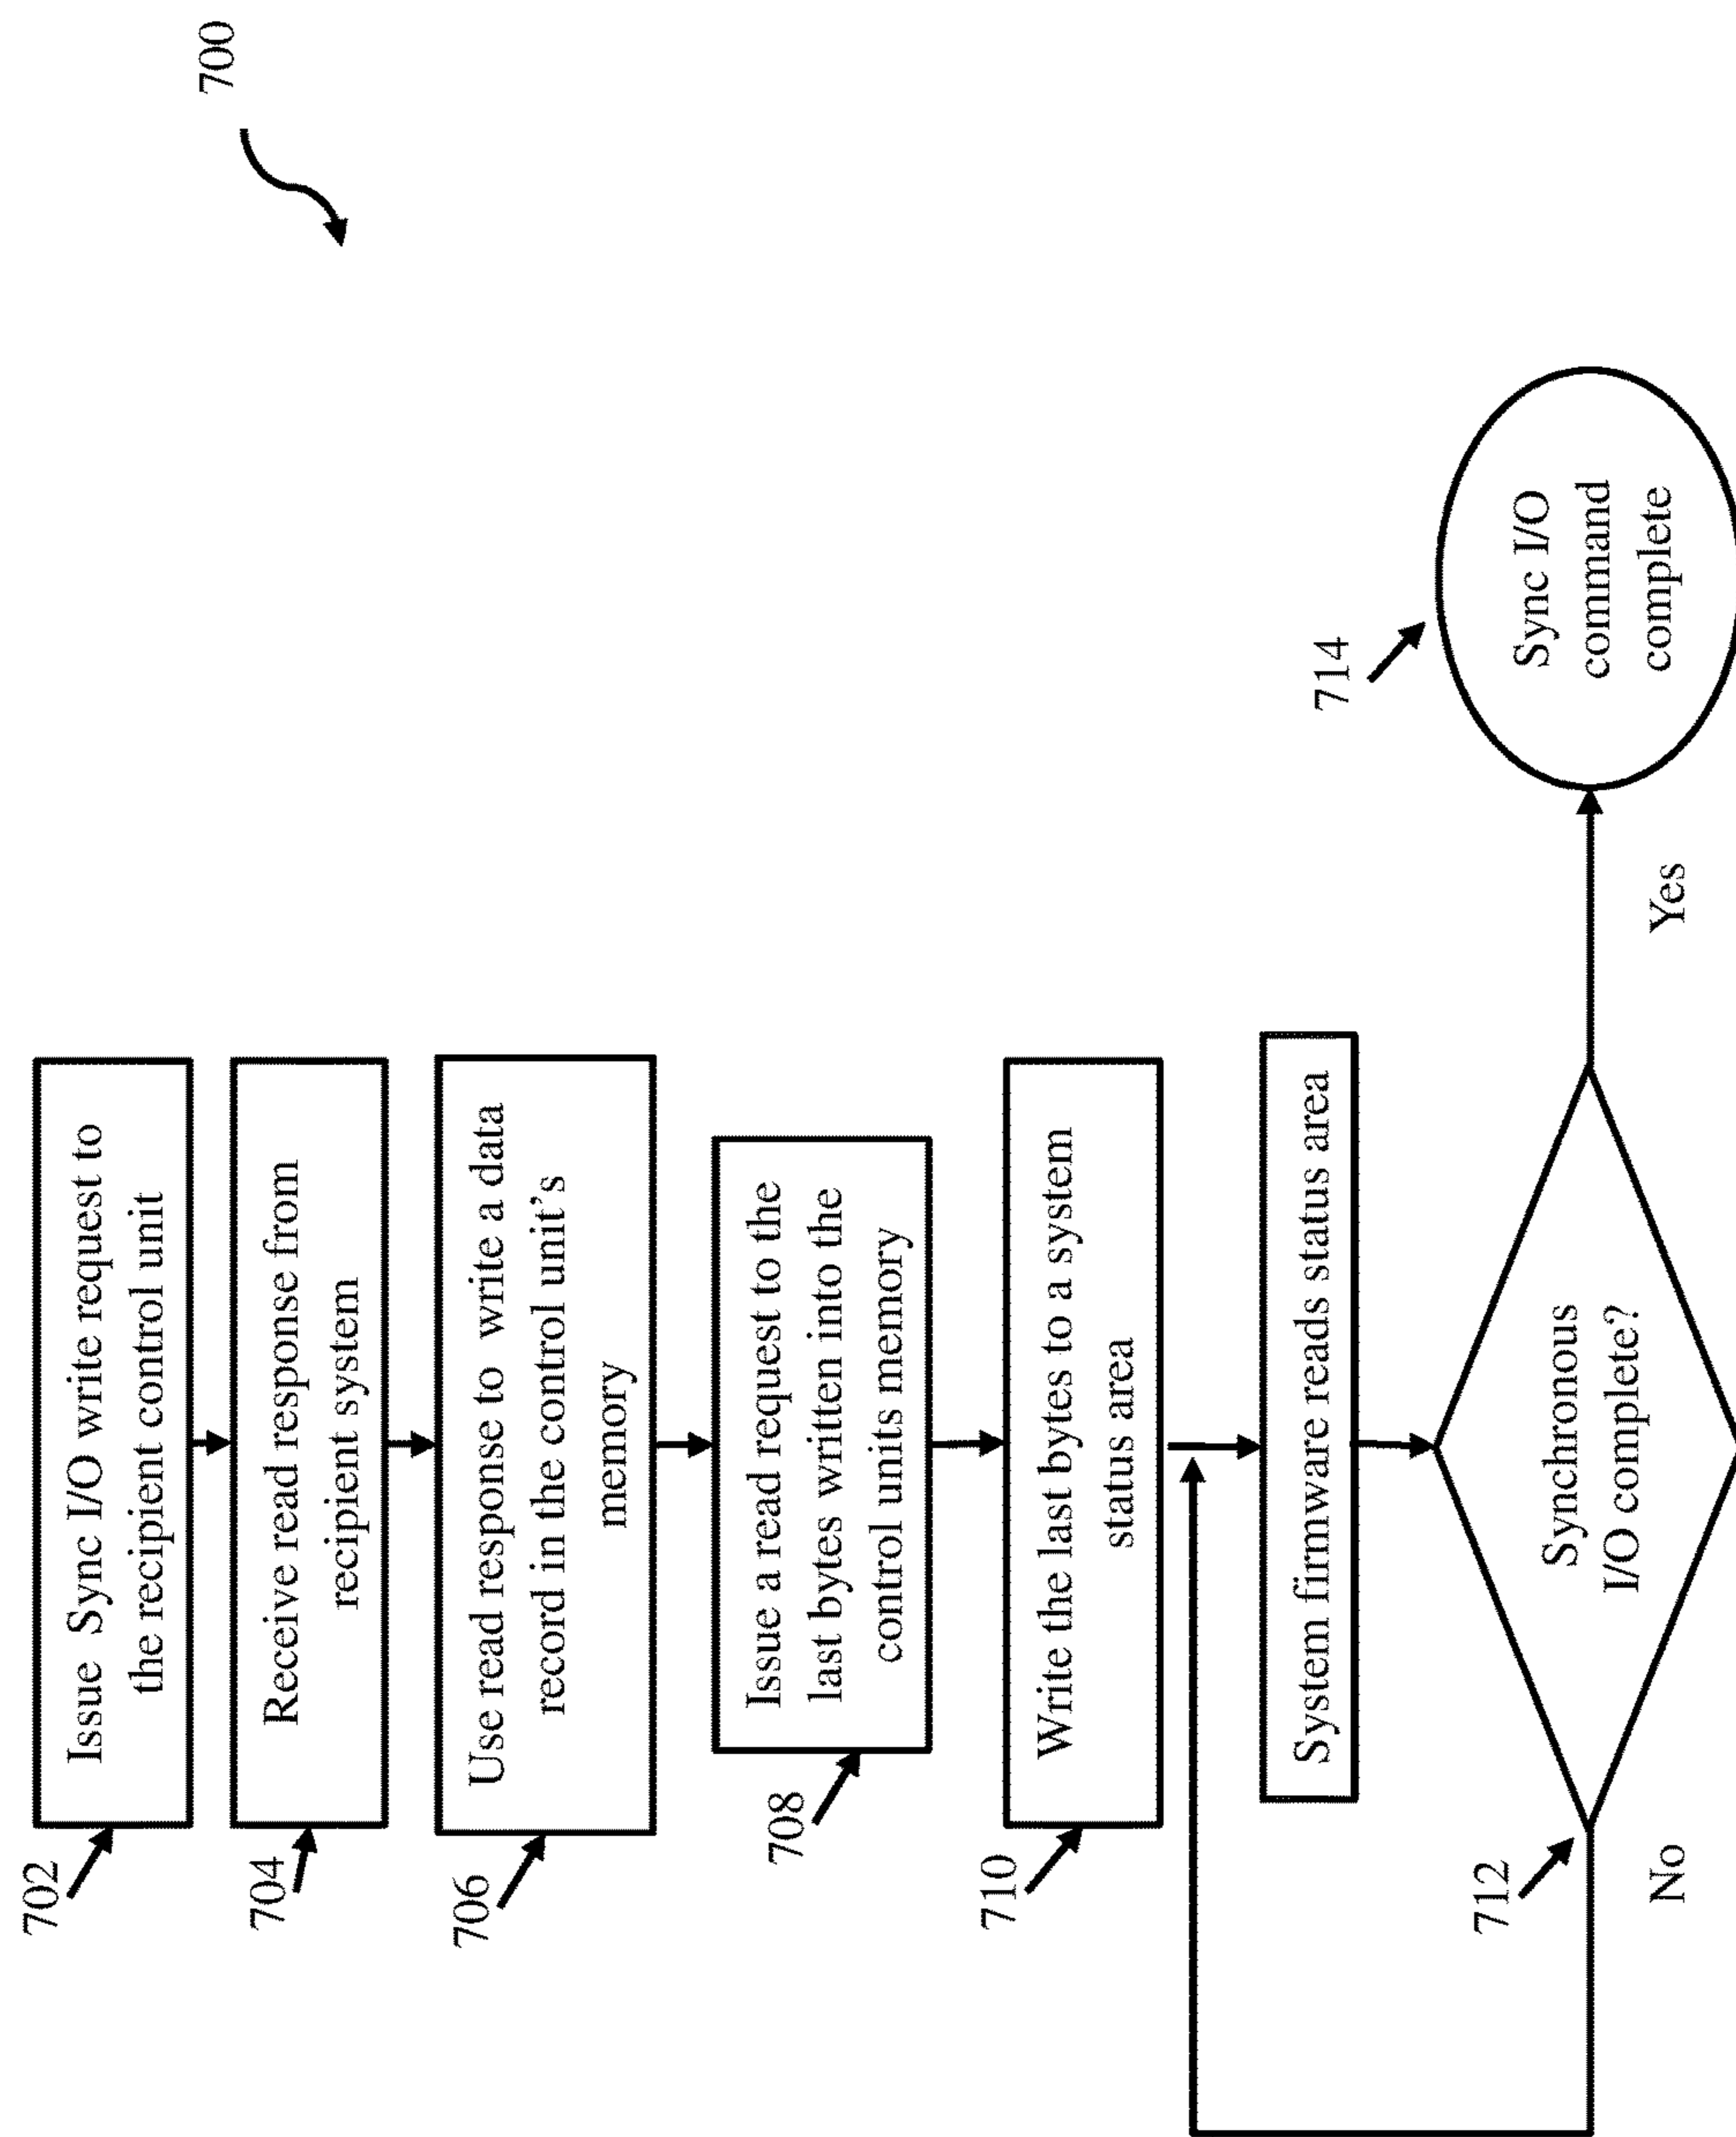 700
702
Issue Sync I/O write request to
the recipient control unit
704
Receive read response from
recipient system
706
Use read response to write a data
record in the control unit's
memory
708
Issue a read request to the
last bytes written into the
control units memory
710
Write the last bytes to a system
status area
System firmware reads status area
712
Synchronous
I/O complete?
No
Yes
714
Sync I/O
command
complete